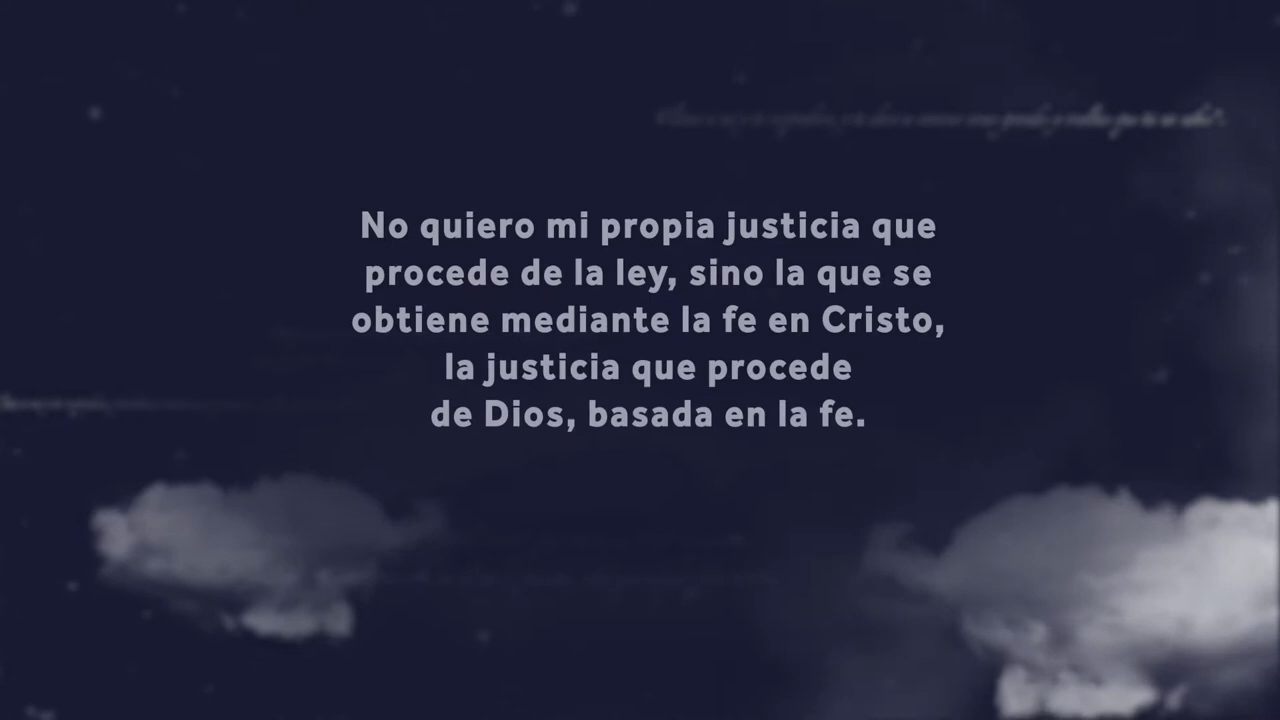 No quiero mi propia justicia que
procede de la ley, sino la que se
obtiene mediante la fe en Cristo,
la justicia que procede
de Dios, basada en la fe.